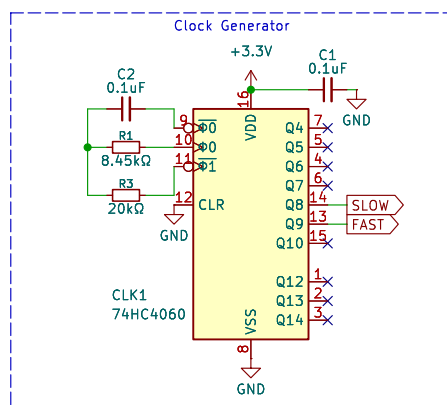 Clock Generator
+3.3V
C1
0.1uF
GND
C2
0.1uF
R1
8.45kΩ
R3
20kΩ
GND
9 φ0
10 φ0
11 φ1
12 CLR
16 VDD
Q4 7
Q5 5
Q6 4
Q7 6
Q8 14 SLOW
Q9 13 FAST
Q10 15
Q12 1
Q13 2
Q14 3
CLK1
74HC4060
VSS 8
GND